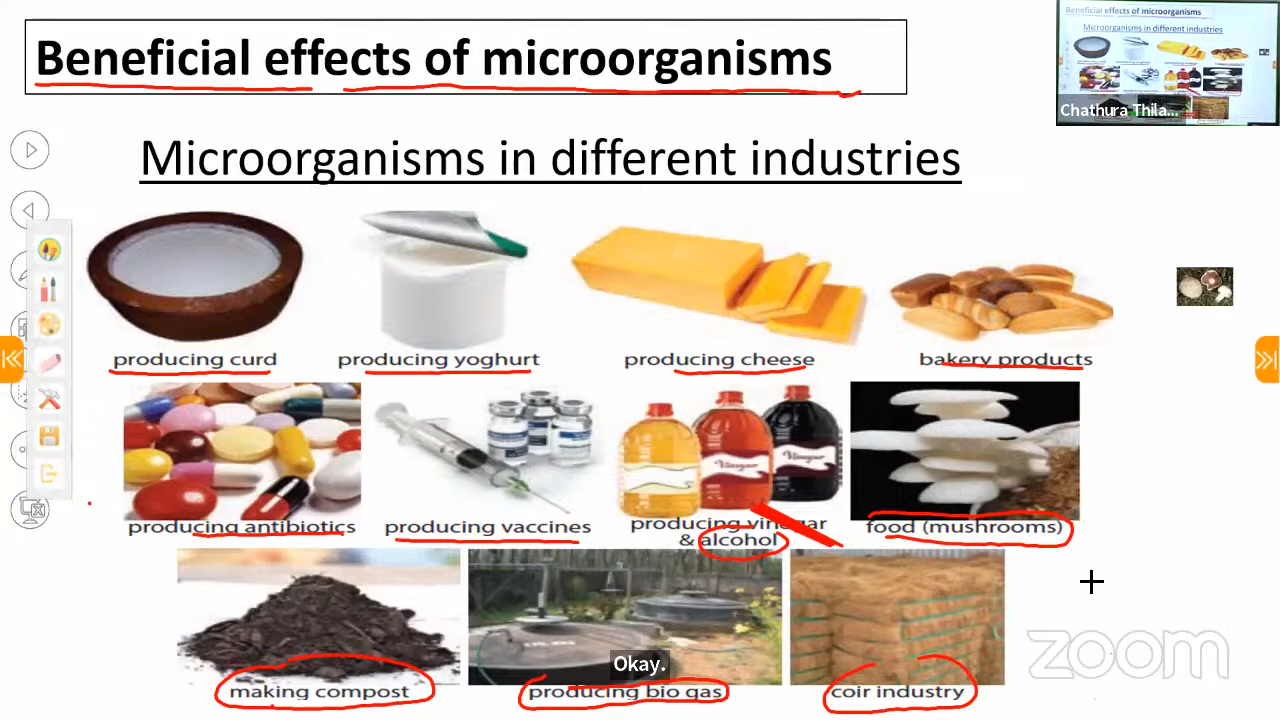 Beneficial effects of microorganisms
Beneficial effects of microorganisms
Microorganisms in different industries
Chathura Thila...
Microorganisms in different industries
producing curd
producing yoghurt
producing cheese
bakery products
Vinegar
Vinegar
producing antibiotics
producing vaccines
producing vinegar
& alcohol
food (mushrooms)
Okay.
making compost
producing bio gas
coir industry
zoom